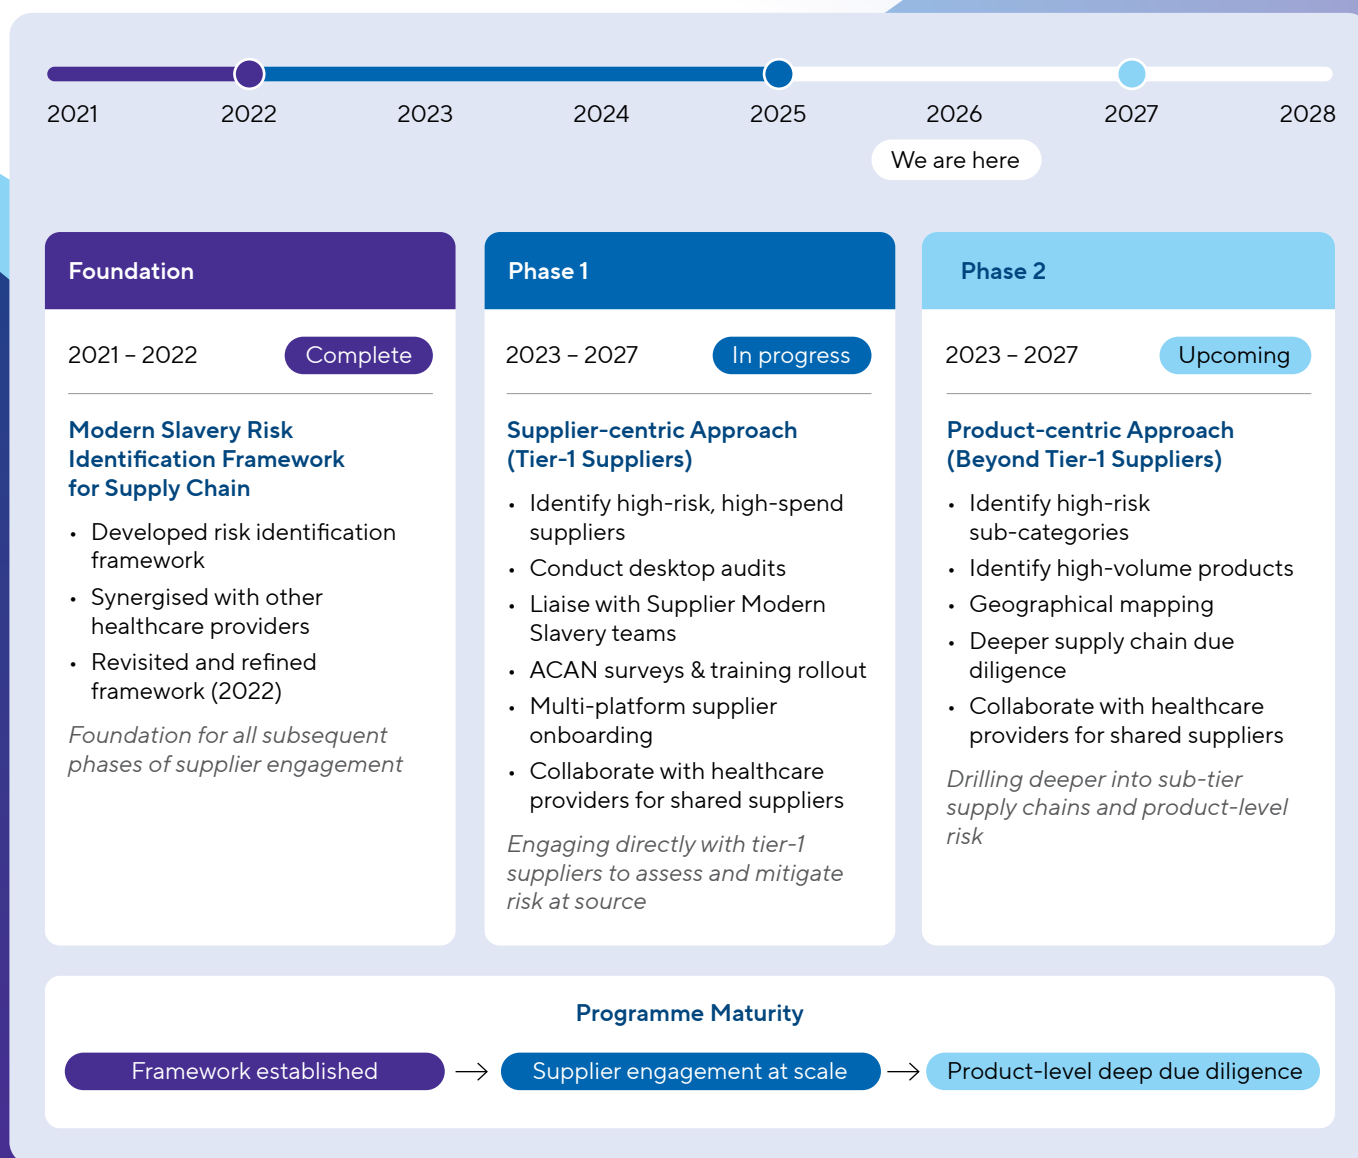 2021 2022 2023 2024 2025 2026 2027 2028
We are here
Foundation
2021 – 2022 Complete
Modern Slavery Risk
Identification Framework
for Supply Chain
• Developed risk identification
framework
• Synergised with other
healthcare providers
• Revisited and refined
framework (2022)
Foundation for all subsequent
phases of supplier engagement
Phase 1
2023 – 2027 In progress
Supplier-centric Approach
(Tier-1 Suppliers)
• Identify high-risk, high-spend
suppliers
• Conduct desktop audits
• Liaise with Supplier Modern
Slavery teams
• ACAN surveys & training rollout
• Multi-platform supplier
onboarding
• Collaborate with healthcare
providers for shared suppliers
Engaging directly with tier-1
suppliers to assess and mitigate
risk at source
Phase 2
2023 – 2027 Upcoming
Product-centric Approach
(Beyond Tier-1 Suppliers)
• Identify high-risk
sub-categories
• Identify high-volume products
• Geographical mapping
• Deeper supply chain due
diligence
• Collaborate with healthcare
providers for shared suppliers
Drilling deeper into sub-tier
supply chains and product-level
risk
Programme Maturity
Framework established → Supplier engagement at scale → Product-level deep due diligence